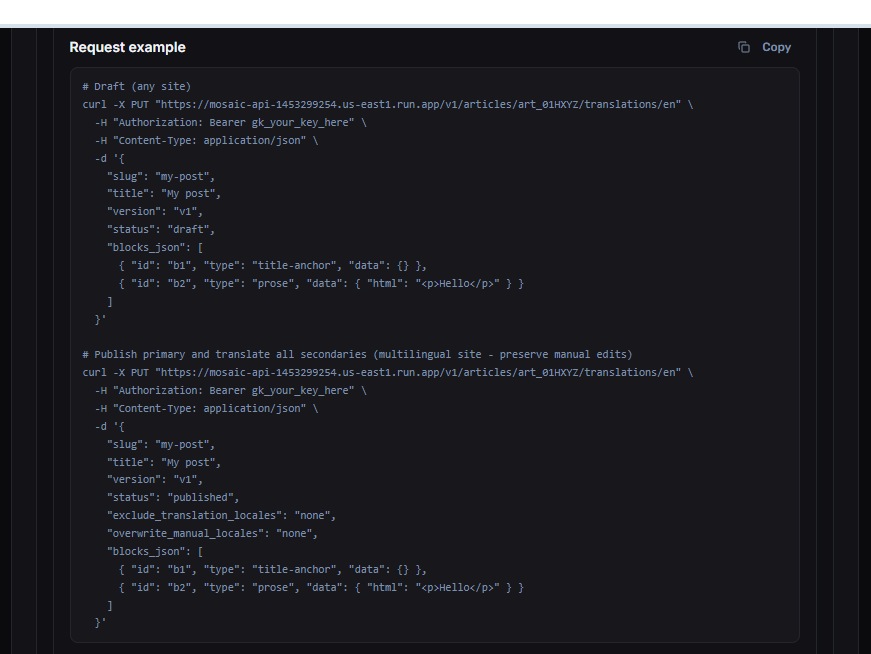 Request example
Copy
# Draft (any site)
curl -X PUT "https://mosaic-api-1453299254.us-east1.run.app/v1/articles/art_01HXYZ/translations/en" \
-H "Authorization: Bearer gk_your_key_here" \
-H "Content-Type: application/json" \
-d '{
"slug": "my-post",
"title": "My post",
"version": "v1",
"status": "draft",
"blocks_json": [
{ "id": "b1", "type": "title-anchor", "data": {} },
{ "id": "b2", "type": "prose", "data": { "html": "<p>Hello</p>" } }
]
}'
# Publish primary and translate all secondaries (multilingual site - preserve manual edits)
curl -X PUT "https://mosaic-api-1453299254.us-east1.run.app/v1/articles/art_01HXYZ/translations/en" \
-H "Authorization: Bearer gk_your_key_here" \
-H "Content-Type: application/json" \
-d '{
"slug": "my-post",
"title": "My post",
"version": "v1",
"status": "published",
"exclude_translation_locales": "none",
"overwrite_manual_locales": "none",
"blocks_json": [
{ "id": "b1", "type": "title-anchor", "data": {} },
{ "id": "b2", "type": "prose", "data": { "html": "<p>Hello</p>" } }
]
}'